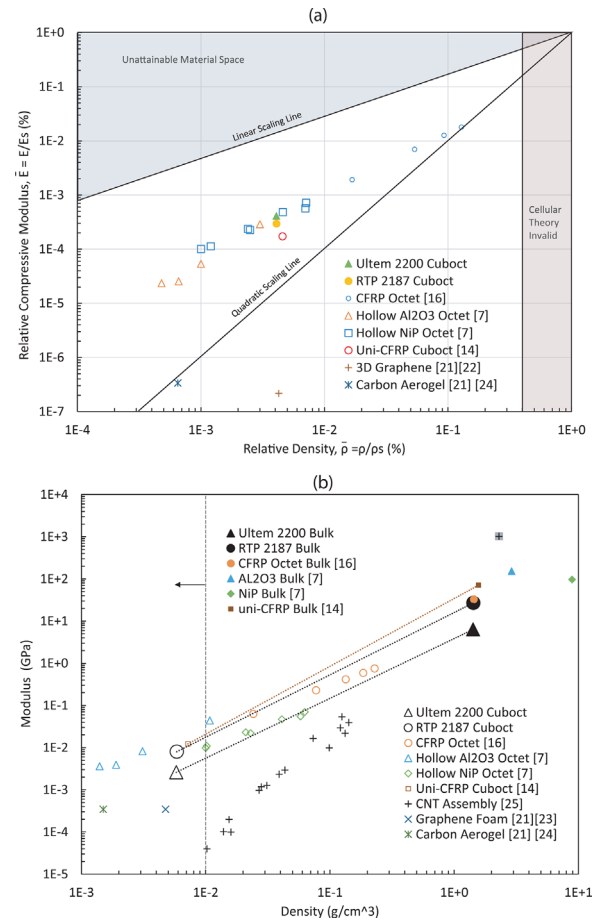 (a)
1E+0
1E-1
1E-2
1E-3
1E-4
1E-5
1E-6
1E-7
Relative Compressive Modulus, Ē = E/Es (%)
Unattainable Material Space
Linear Scaling Line
Quadratic Scaling Line
Cellular
Theory
Invalid
Ultem 2200 Cuboct
RTP 2187 Cuboct
CFRP Octet [16]
Hollow Al2O3 Octet [7]
Hollow NiP Octet [7]
Uni-CFRP Cuboct [14]
3D Graphene [21][22]
Carbon Aerogel [21] [24]
1E-4 1E-3 1E-2 1E-1 1E+0
Relative Density, ρ̄ =ρ/ρs (%)
(b)
1E+4
1E+3
1E+2
1E+1
1E+0
1E-1
1E-2
1E-3
1E-4
1E-5
Modulus (GPa)
Ultem 2200 Bulk
RTP 2187 Bulk
CFRP Octet Bulk [16]
AL2O3 Bulk [7]
NiP Bulk [7]
uni-CFRP Bulk [14]
Ultem 2200 Cuboct
RTP 2187 Cuboct
CFRP Octet [16]
Hollow Al2O3 Octet [7]
Hollow NiP Octet [7]
Uni-CFRP Cuboct [14]
CNT Assembly [25]
Graphene Foam [21][23]
Carbon Aerogel [21] [24]
1E-3 1E-2 1E-1 1E+0 1E+1
Density (g/cm^3)